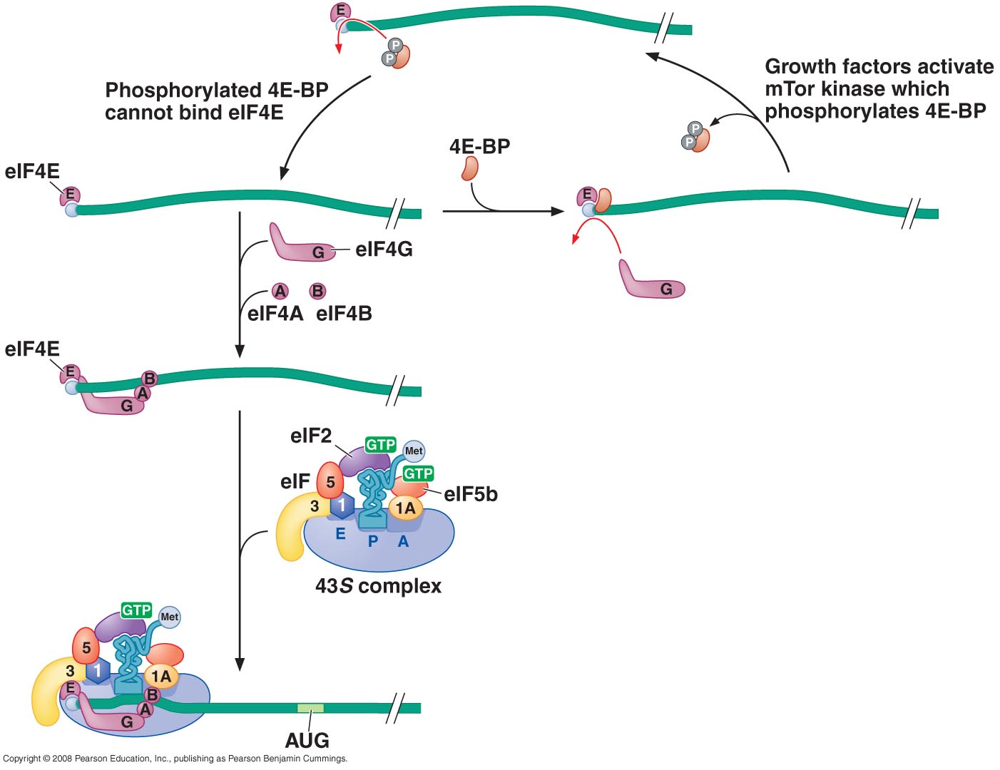 E
P
P
Growth factors activate
mTor kinase which
phosphorylates 4E-BP
Phosphorylated 4E-BP
cannot bind eIF4E
P
P
4E-BP
eIF4E
E
E
G
eIF4G
G
A
B
eIF4A
eIF4B
eIF4E
E
B
A
G
eIF2
GTP
Met
GTP
eIF
5
eIF5b
3
1
1A
E
P
A
43S complex
GTP
Met
5
3
1
1A
E
B
A
G
AUG
Copyright © 2008 Pearson Education, Inc., publishing as Pearson Benjamin Cummings.